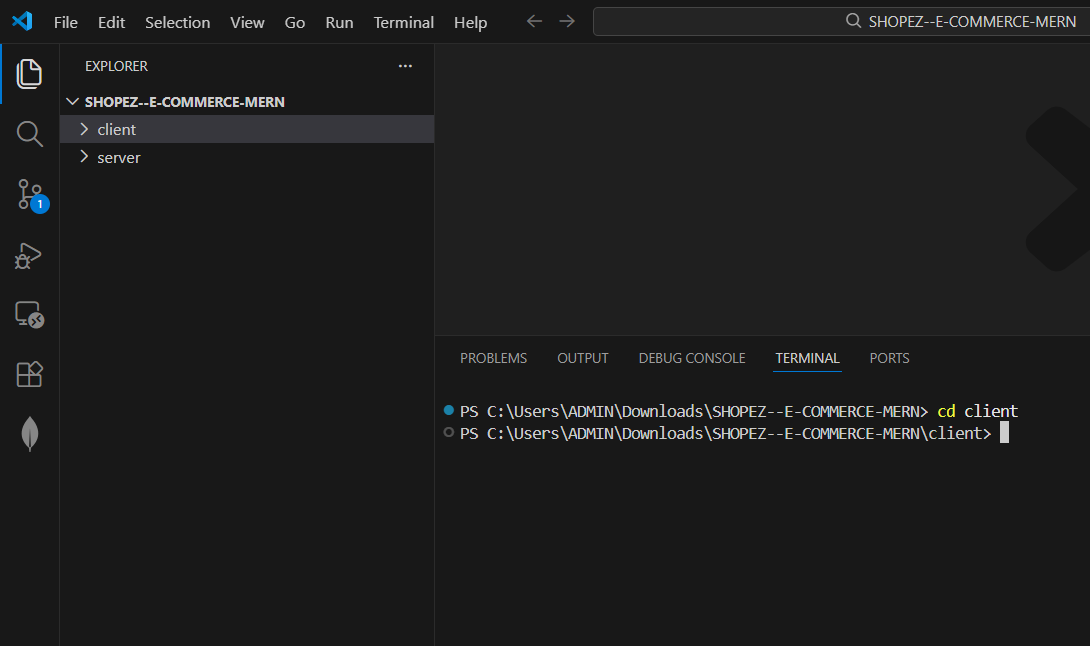 File Edit Selection View Go Run Terminal Help SHOPEZ--E-COMMERCE-MERN
EXPLORER ···
SHOPEZ--E-COMMERCE-MERN
client
server
1
PROBLEMS OUTPUT DEBUG CONSOLE TERMINAL PORTS
PS C:\Users\ADMIN\Downloads\SHOPEZ--E-COMMERCE-MERN> cd client
PS C:\Users\ADMIN\Downloads\SHOPEZ--E-COMMERCE-MERN\client>